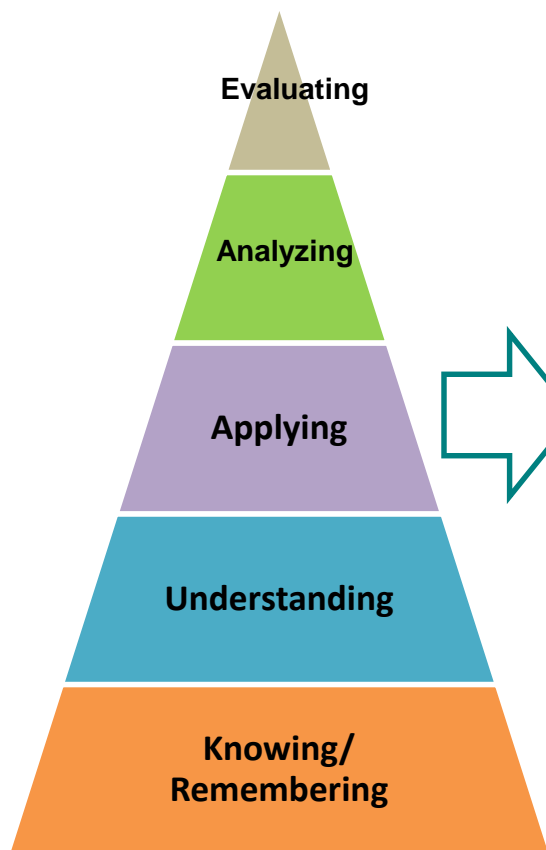 Evaluating
Analyzing
Applying
Understanding
Knowing/
Remembering